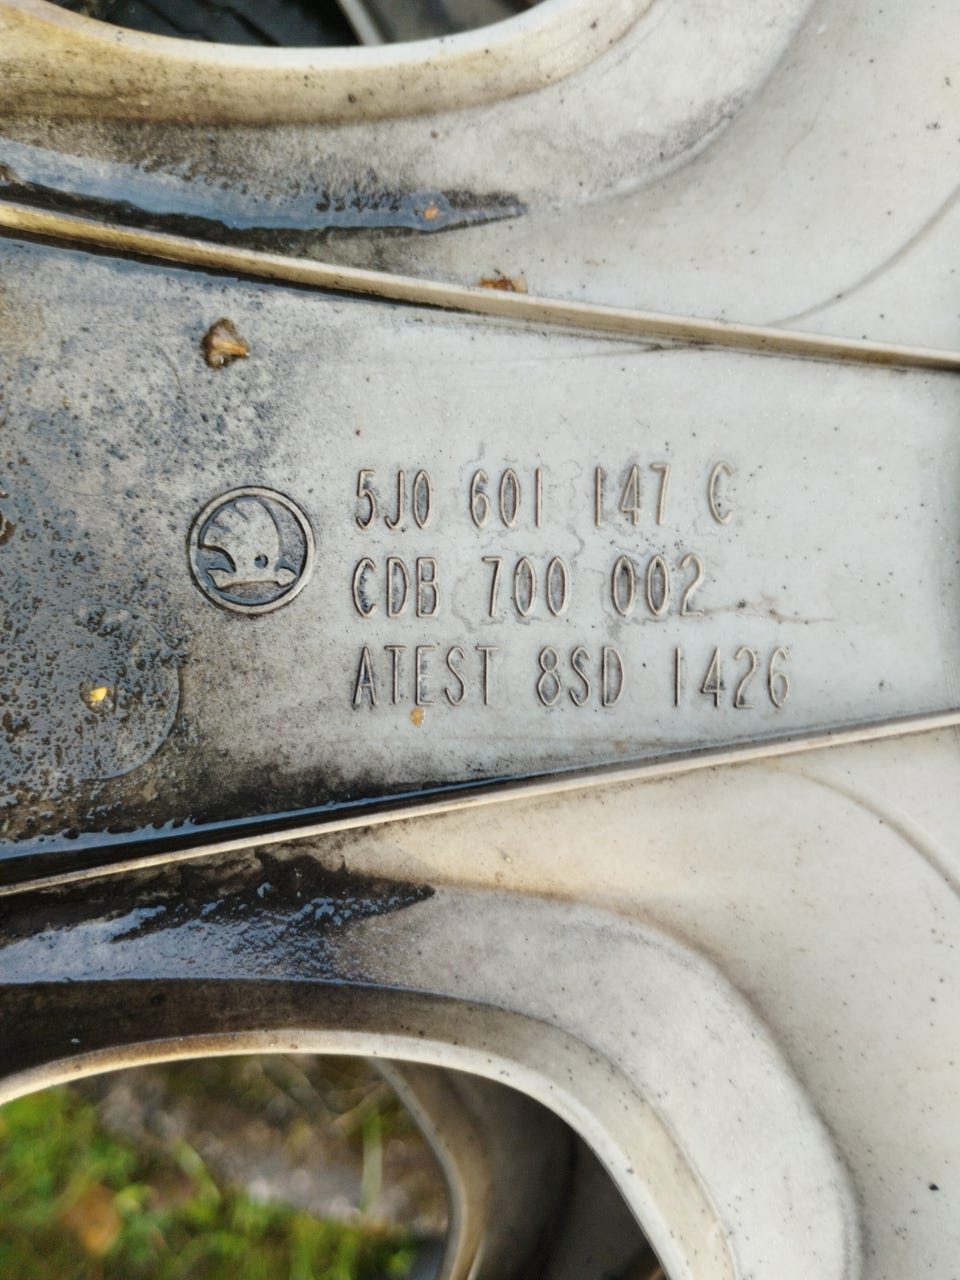 5J0 601 147 C
CDB 700 002
ATEST 8SD 1426